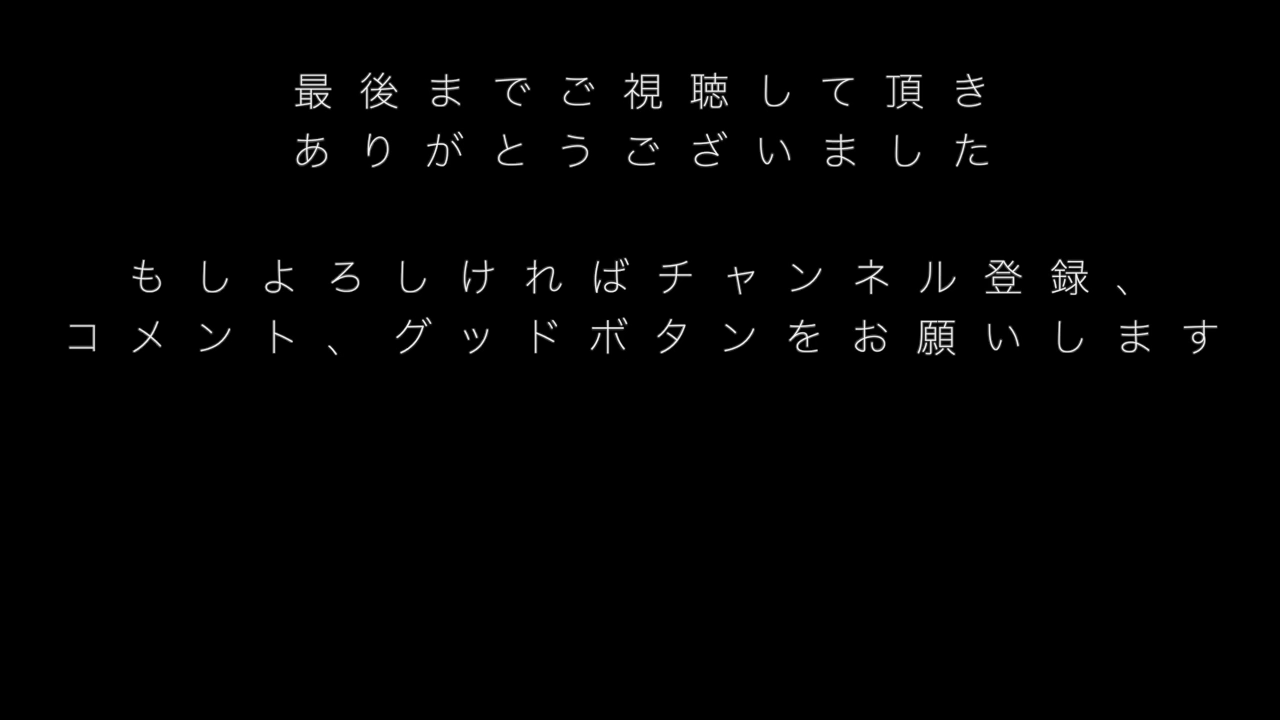 最後までご視聴して頂き
ありがとうございました
もしよろしければチャンネル登録、
コメント、グッドボタンをお願いします